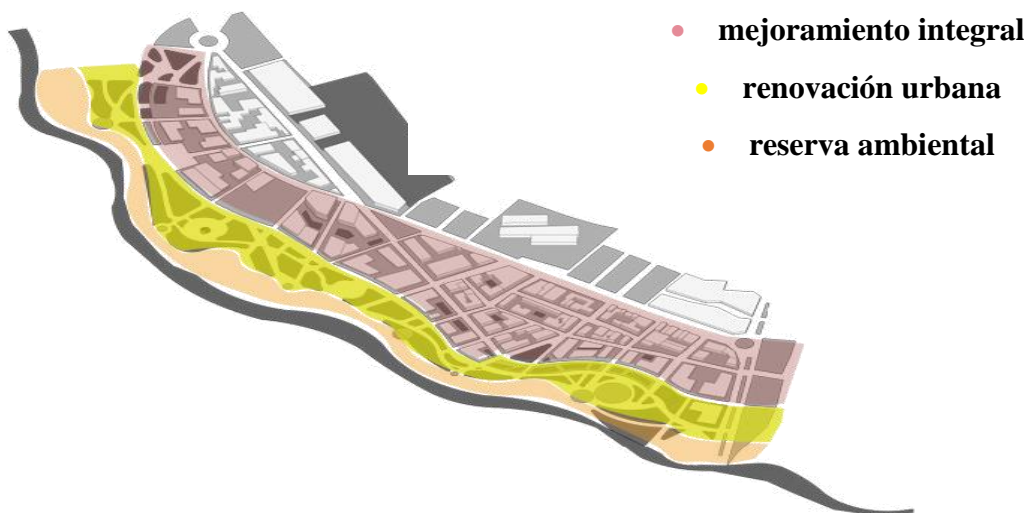 mejoramiento integral
renovación urbana
reserva ambiental